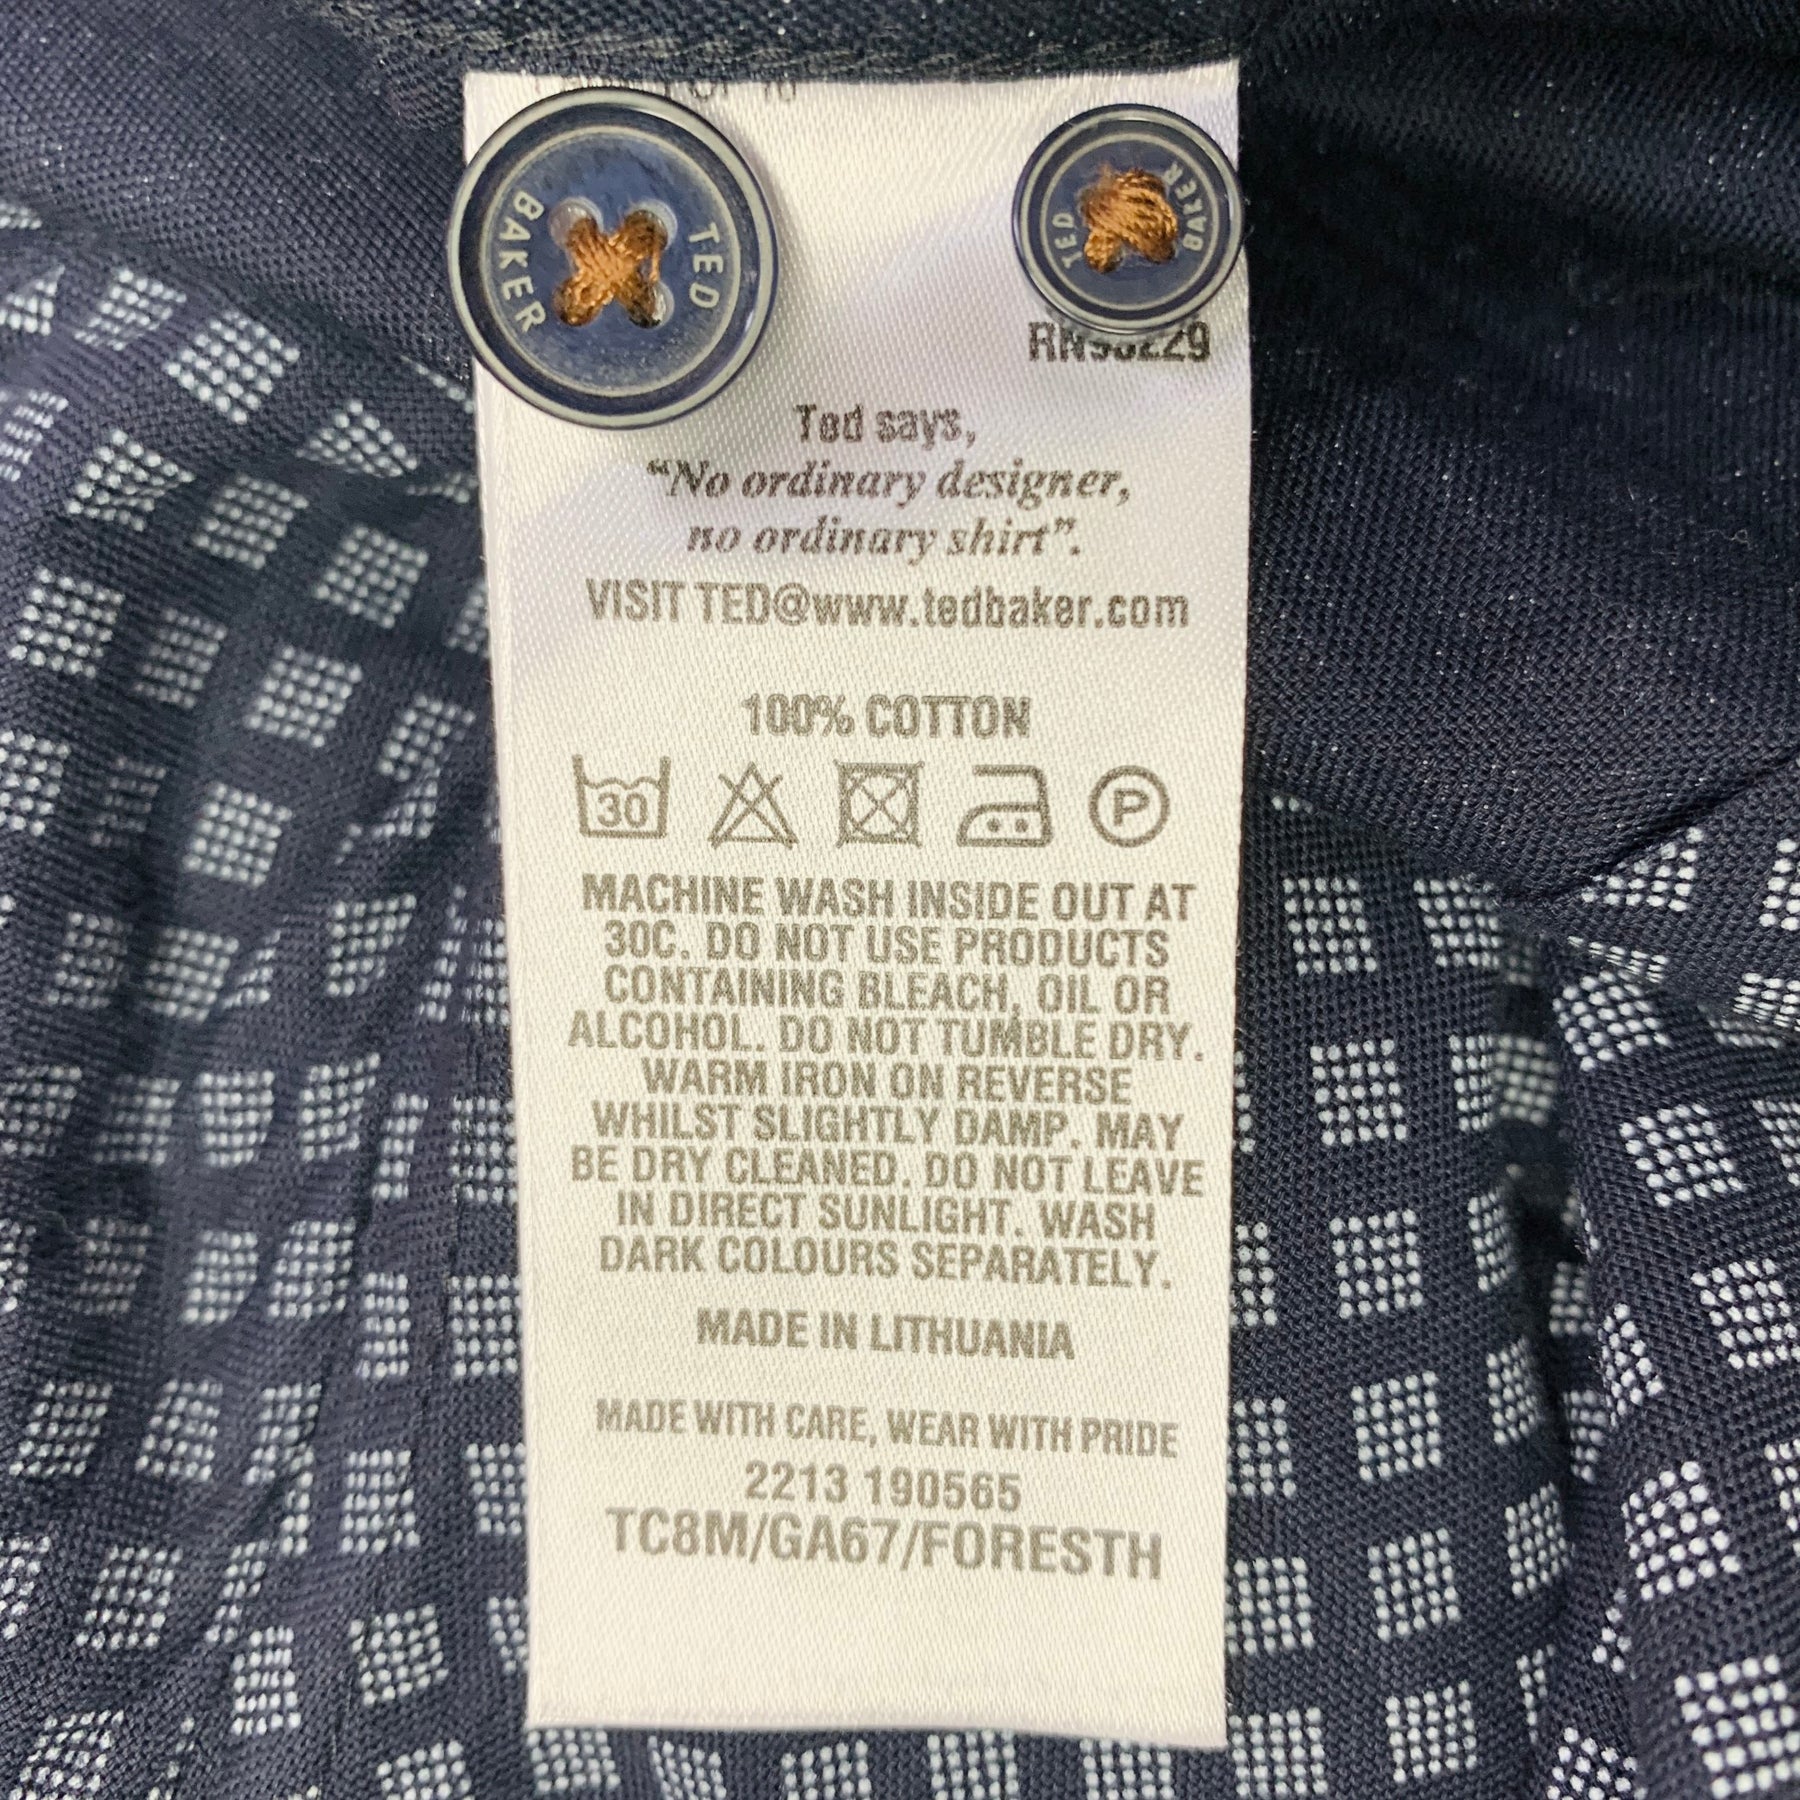 TED BAKER
TED BAKER
Ted says,
“No ordinary designer,
no ordinary shirt”.
VISIT TED@www.tedbaker.com
100% COTTON
30
P
MACHINE WASH INSIDE OUT AT
30C. DO NOT USE PRODUCTS
CONTAINING BLEACH, OIL OR
ALCOHOL. DO NOT TUMBLE DRY.
WARM IRON ON REVERSE
WHILST SLIGHTLY DAMP. MAY
BE DRY CLEANED. DO NOT LEAVE
IN DIRECT SUNLIGHT. WASH
DARK COLOURS SEPARATELY.
MADE IN LITHUANIA
MADE WITH CARE, WEAR WITH PRIDE
2213 190565
TC8M/GA67/FORESTH